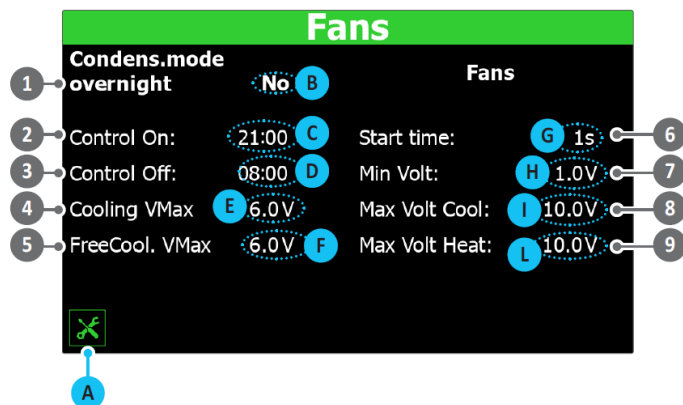 Fans
Condens.mode
overnight No B
Fans
1
2 Control On: 21:00 C
Start time: G 1s 6
3 Control Off: 08:00 D
Min Volt: H 1.0V 7
4 Cooling VMax E 6.0V
Max Volt Cool: I 10.0V 8
5 FreeCool. VMax 6.0V F
Max Volt Heat: L 10.0V 9
A